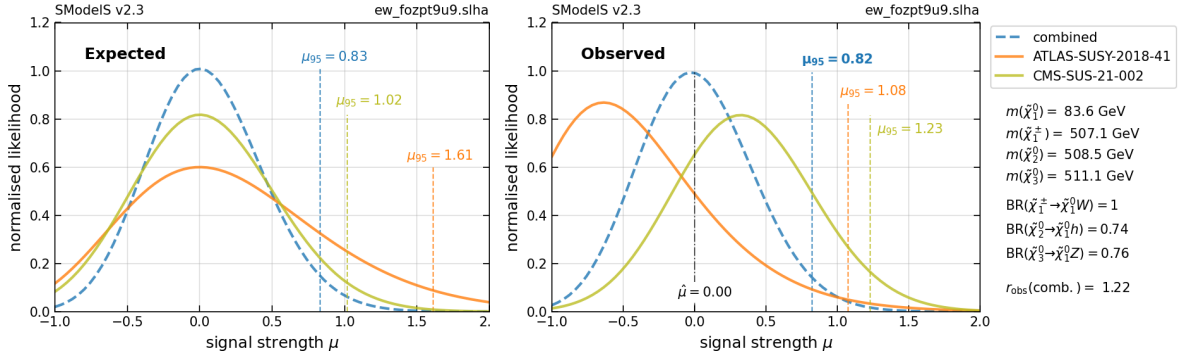 SModelS v2.3
ew_fozpt9u9.slha
Expected
μ95 = 0.83
μ95 = 1.02
μ95 = 1.61
normalised likelihood
0.0
0.2
0.4
0.6
0.8
1.0
1.2
−1.0
−0.5
0.0
0.5
1.0
1.5
2.0
signal strength μ
SModelS v2.3
ew_fozpt9u9.slha
Observed
μ95 = 0.82
μ95 = 1.08
μ95 = 1.23
μ̂ = 0.00
normalised likelihood
0.0
0.2
0.4
0.6
0.8
1.0
1.2
−1.0
−0.5
0.0
0.5
1.0
1.5
2.0
signal strength μ
combined
ATLAS-SUSY-2018-41
CMS-SUS-21-002
m(χ̃⁰₁) = 83.6 GeV
m(χ̃±₁) = 507.1 GeV
m(χ̃⁰₂) = 508.5 GeV
m(χ̃⁰₃) = 511.1 GeV
BR(χ̃±₁→χ̃⁰₁W) = 1
BR(χ̃⁰₂→χ̃⁰₁h) = 0.74
BR(χ̃⁰₃→χ̃⁰₁Z) = 0.76
r_obs(comb.) = 1.22